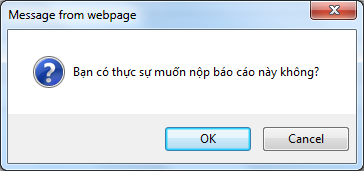 Message from webpage
Bạn có thực sự muốn nộp báo cáo này không?
OK
Cancel